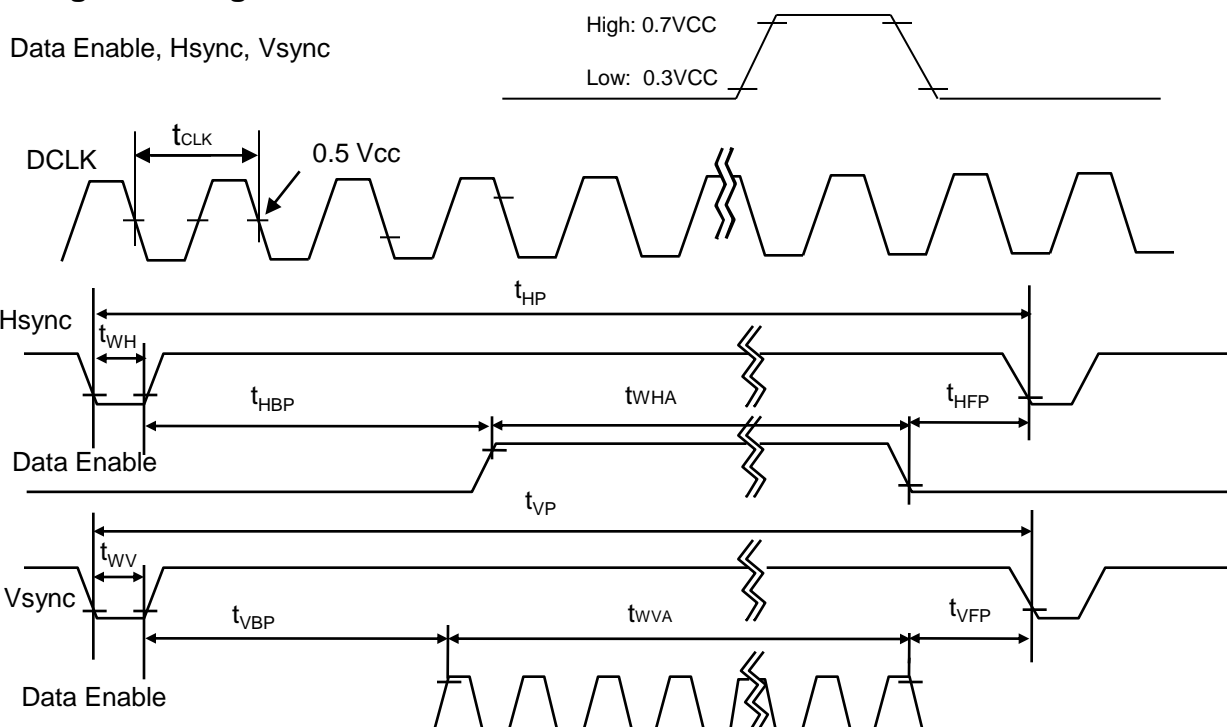 High: 0.7VCC
Data Enable, Hsync, Vsync
Low: 0.3VCC
tCLK
DCLK
0.5 Vcc
tHP
Hsync
tWH
tHBP
tWHA
tHFP
Data Enable
tVP
tWV
Vsync
tVBP
tWVA
tVFP
Data Enable